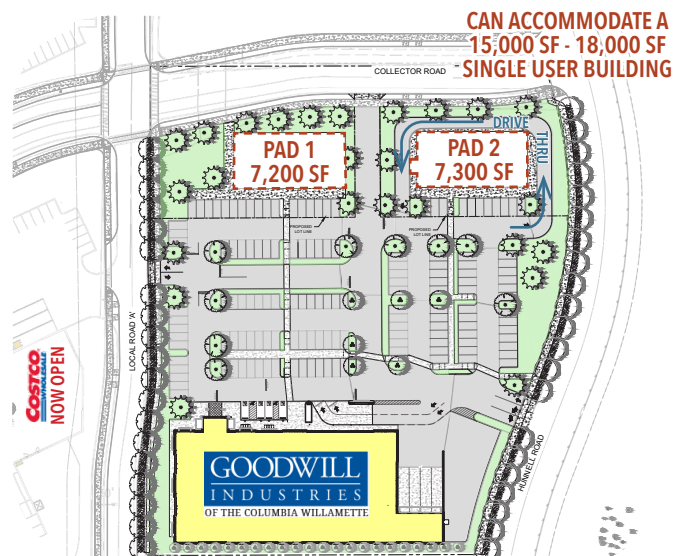 CAN ACCOMMODATE A
15,000 SF - 18,000 SF
SINGLE USER BUILDING
COLLECTOR ROAD
DRIVE
THRU
PAD 1
7,200 SF
PAD 2
7,300 SF
PROPOSED
LOT LINE
PROPOSED
LOT LINE
LOCAL ROAD 'A'
COSTCO
WHOLESALE
NOW OPEN
HUNNELL ROAD
GOODWILL
INDUSTRIES
OF THE COLUMBIA WILLAMETTE